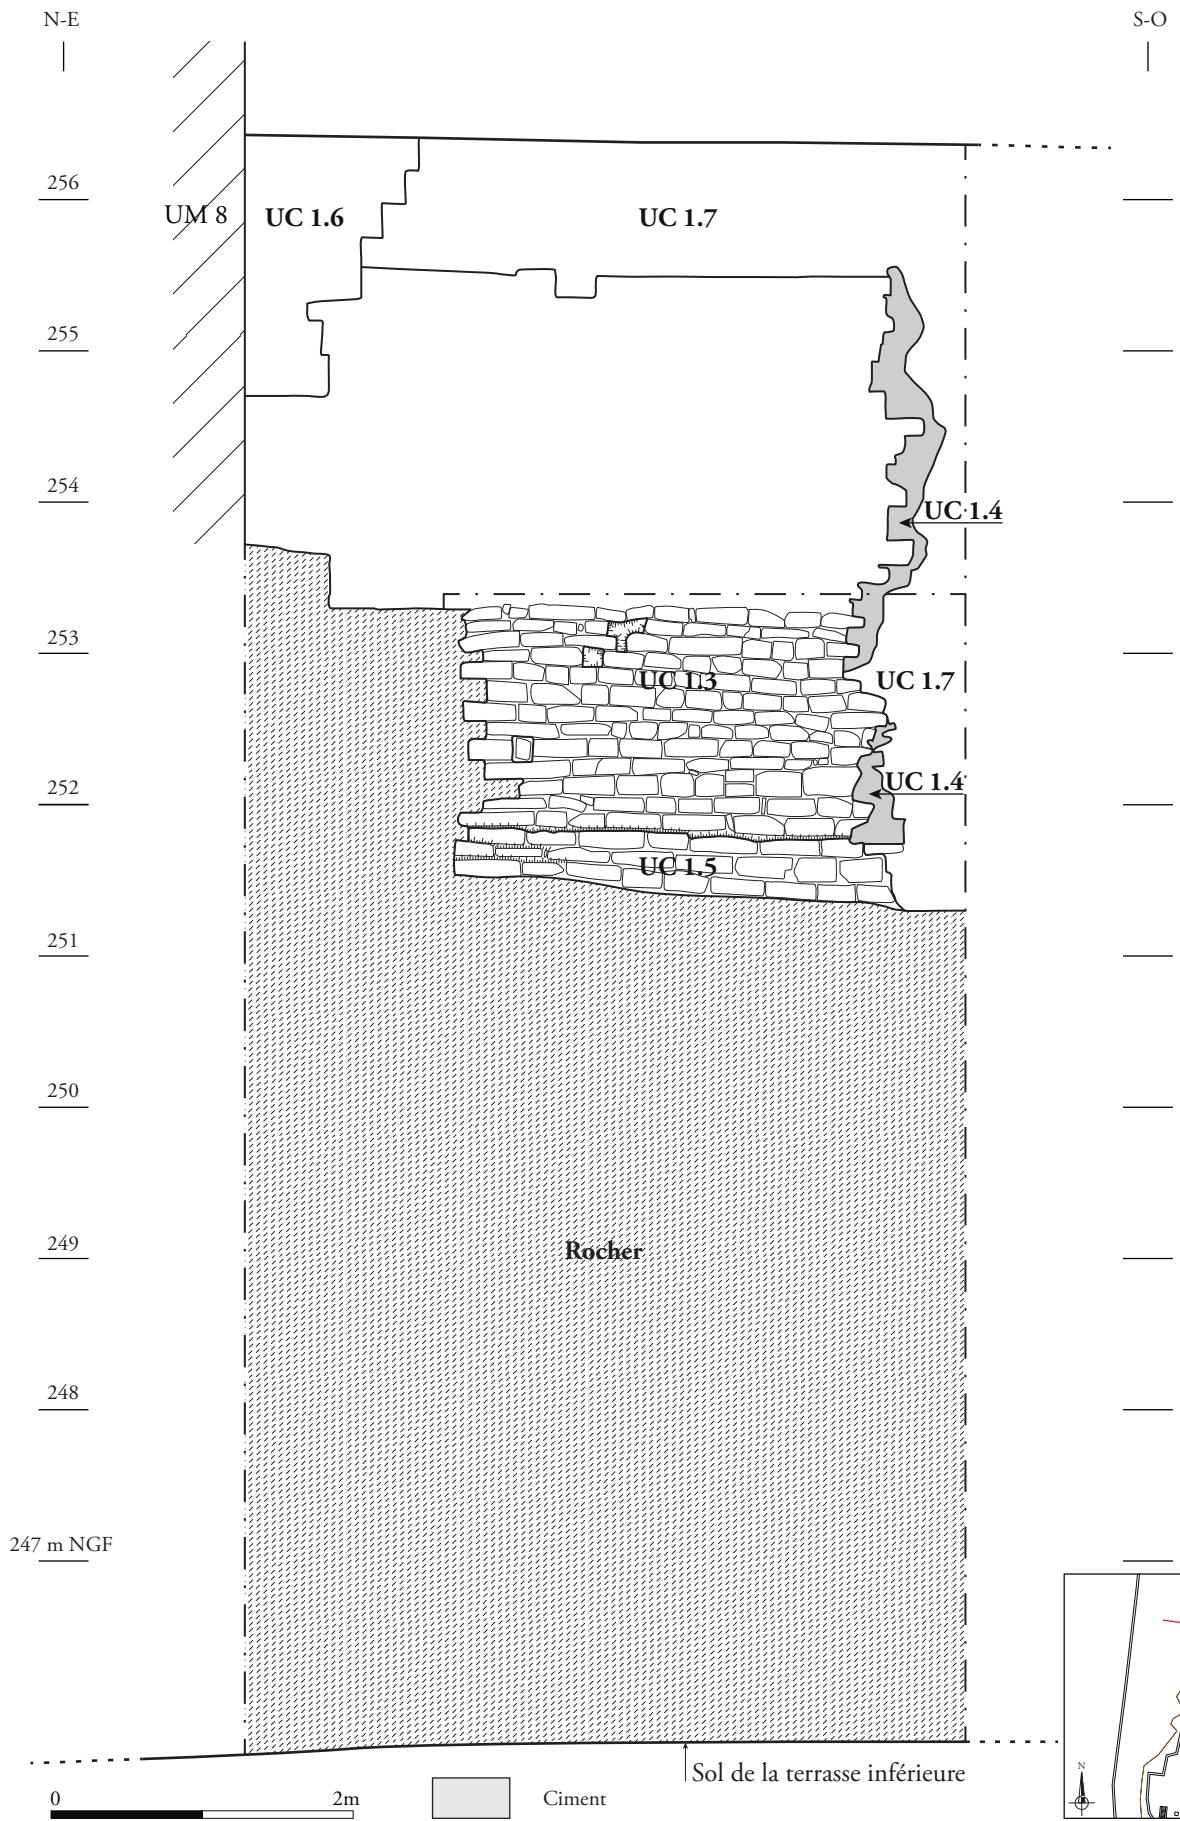 N-E
S-O
256
UM 8
UC 1.6
UC 1.7
255
254
UC 1.4
253
UC 1.3
UC 1.7
252
UC 1.4
UC 1.5
251
250
249
Rocher
248
247 m NGF
Sol de la terrasse inférieure
0
2m
Ciment
N